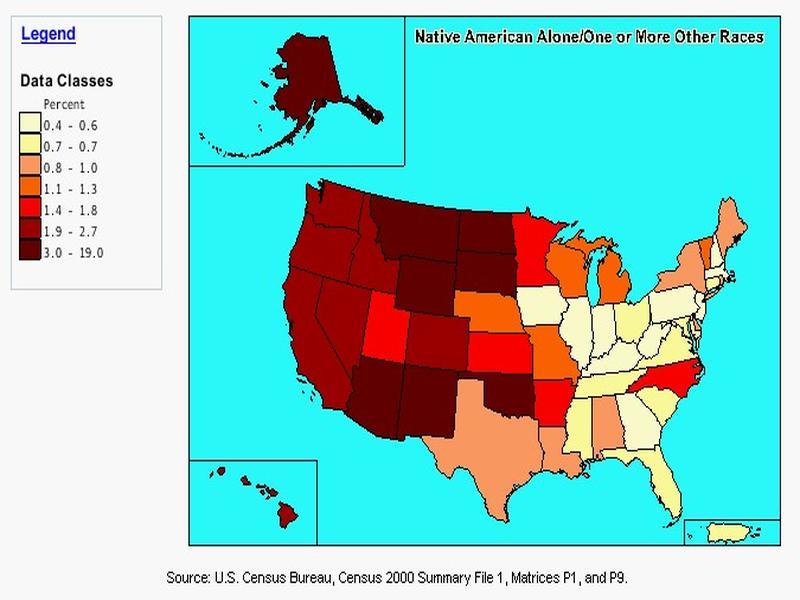 Legend
Native American Alone/One or More Other Races
Data Classes
Percent
0.4 - 0.6
0.7 - 0.7
0.8 - 1.0
1.1 - 1.3
1.4 - 1.8
1.9 - 2.7
3.0 - 19.0
Source: U.S. Census Bureau, Census 2000 Summary File 1, Matrices P1, and P9.